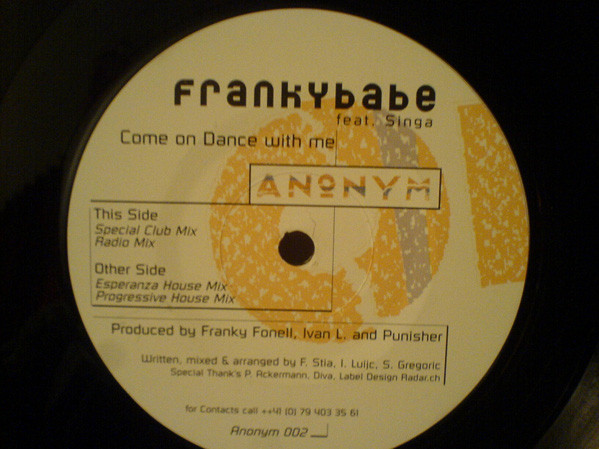 Frankybabe
feat. Singa
Come on Dance with me
ANONYM
This Side
Special Club Mix
Radio Mix
Other Side
Esperanza House Mix
Progressive House Mix
Produced by Franky Fonell, Ivan L. and Punisher
Written, mixed & arranged by F. Stia, I. Luijc, S. Gregoric
Special Thank's P. Ackermann, Diva, Label Design Radar.ch
for Contacts call ++41 (0) 79 403 35 61
Anonym 002